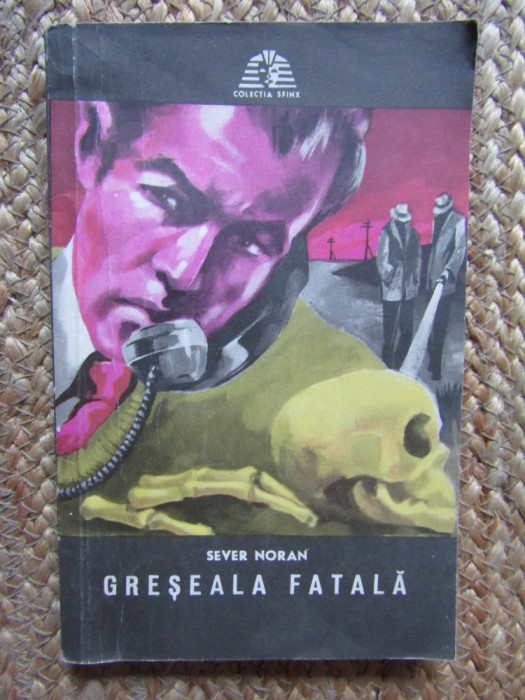 COLECȚIA SFINX
SEVER NORAN
GREȘEALA FATALĂ